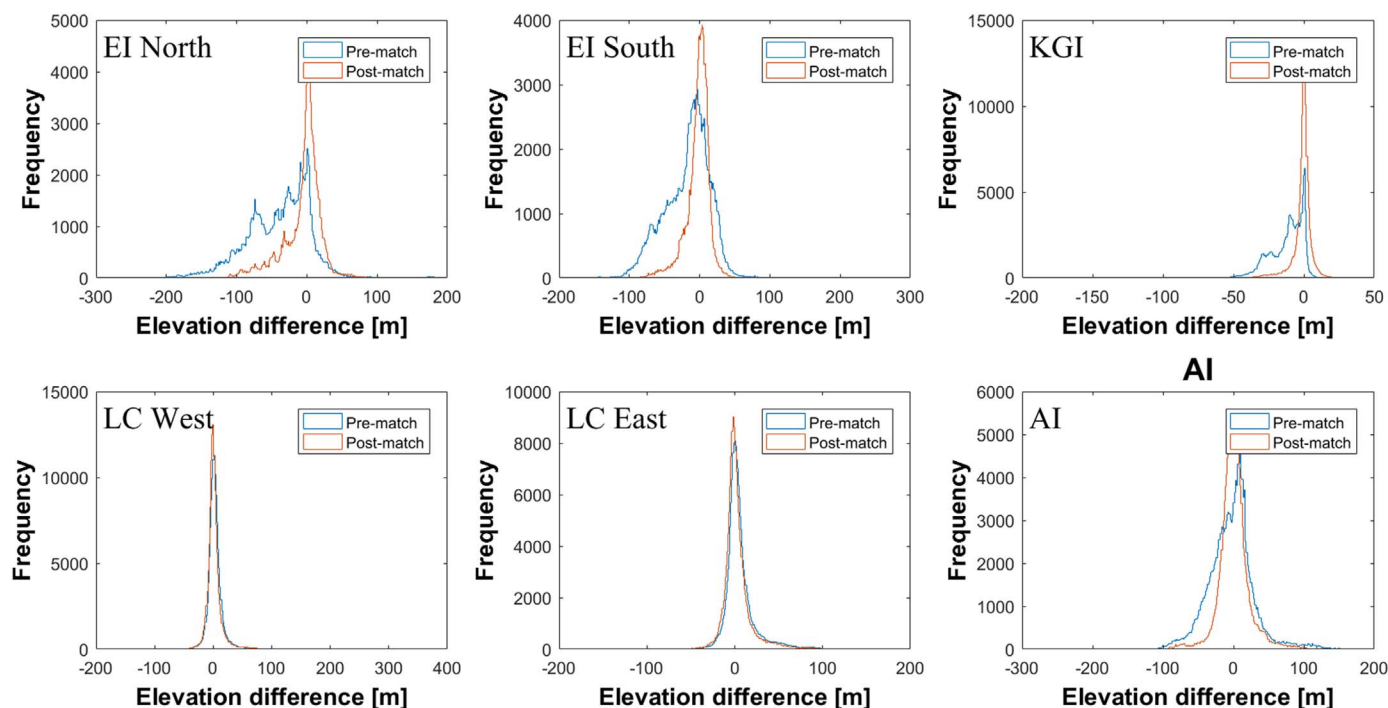 EI North
Pre-match
Post-match
5000
4000
3000
2000
1000
0
-300 -200 -100 0 100 200
Frequency
Elevation difference [m]
EI South
Pre-match
Post-match
4000
3000
2000
1000
0
-300 -200 -100 0 100 200 300
Frequency
Elevation difference [m]
KGI
Pre-match
Post-match
15000
10000
5000
0
-200 -150 -100 -50 0 50
Frequency
Elevation difference [m]
LC West
Pre-match
Post-match
15000
10000
5000
0
-200 -100 0 100 200 300 400
Frequency
Elevation difference [m]
LC East
Pre-match
Post-match
10000
8000
6000
4000
2000
0
-200 -100 0 100 200
Frequency
Elevation difference [m]
AI
AI
Pre-match
Post-match
6000
5000
4000
3000
2000
1000
0
-300 -200 -100 0 100 200
Frequency
Elevation difference [m]